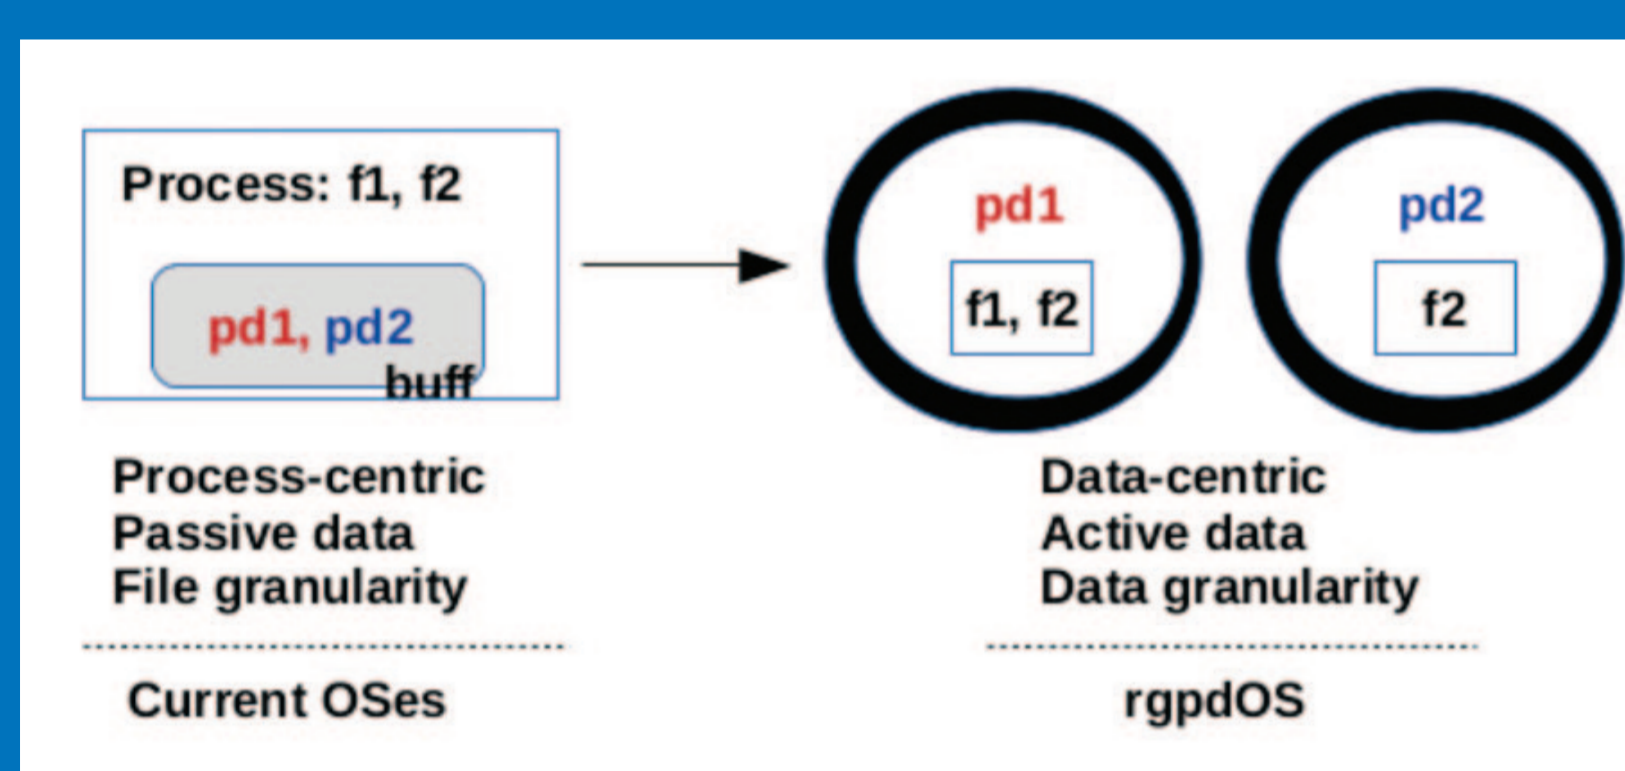 Process: f1, f2
pd1, pd2
buff
Process-centric
Passive data
File granularity
Current OSes
pd1
f1, f2
pd2
f2
Data-centric
Active data
Data granularity
rgpdOS